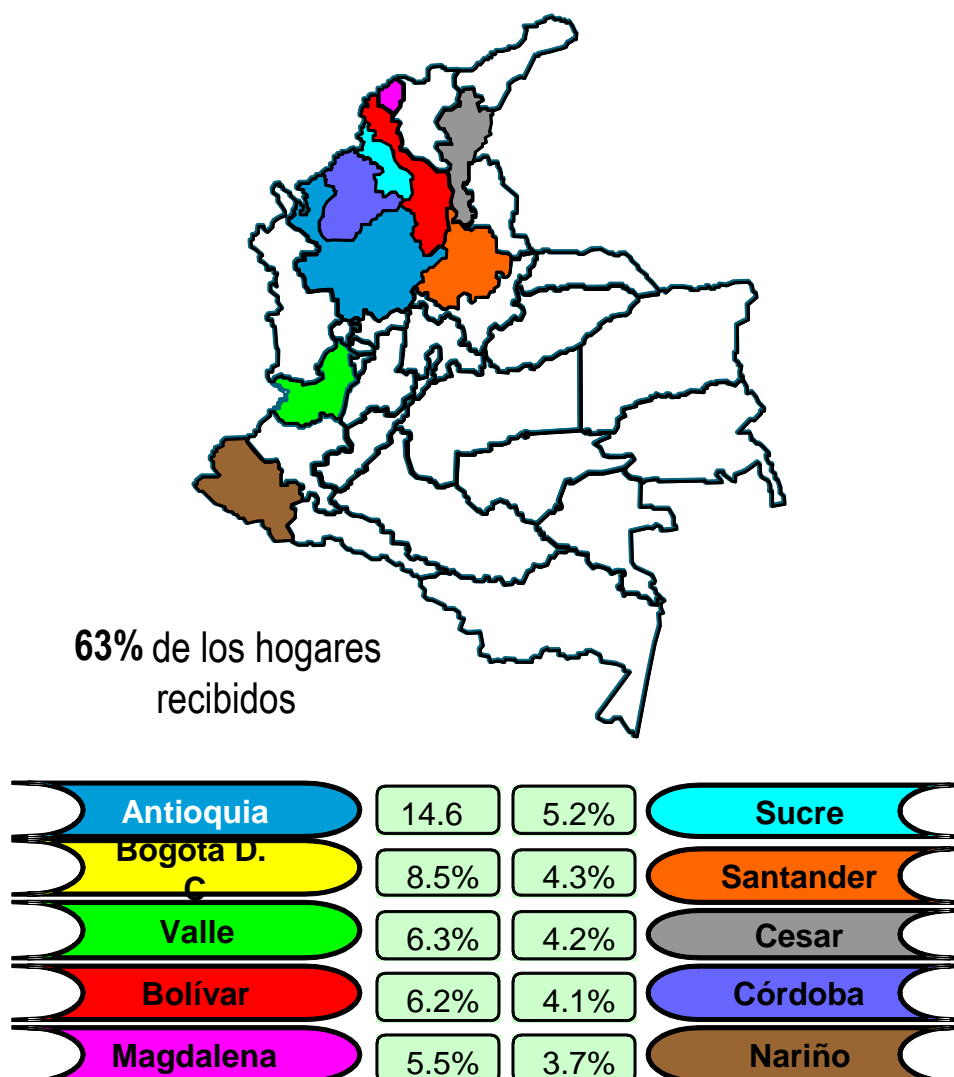 63% de los hogares
recibidos
Antioquia 14.6 5.2% Sucre
Bogotá D.
C 8.5% 4.3% Santander
Valle 6.3% 4.2% Cesar
Bolívar 6.2% 4.1% Córdoba
Magdalena 5.5% 3.7% Nariño